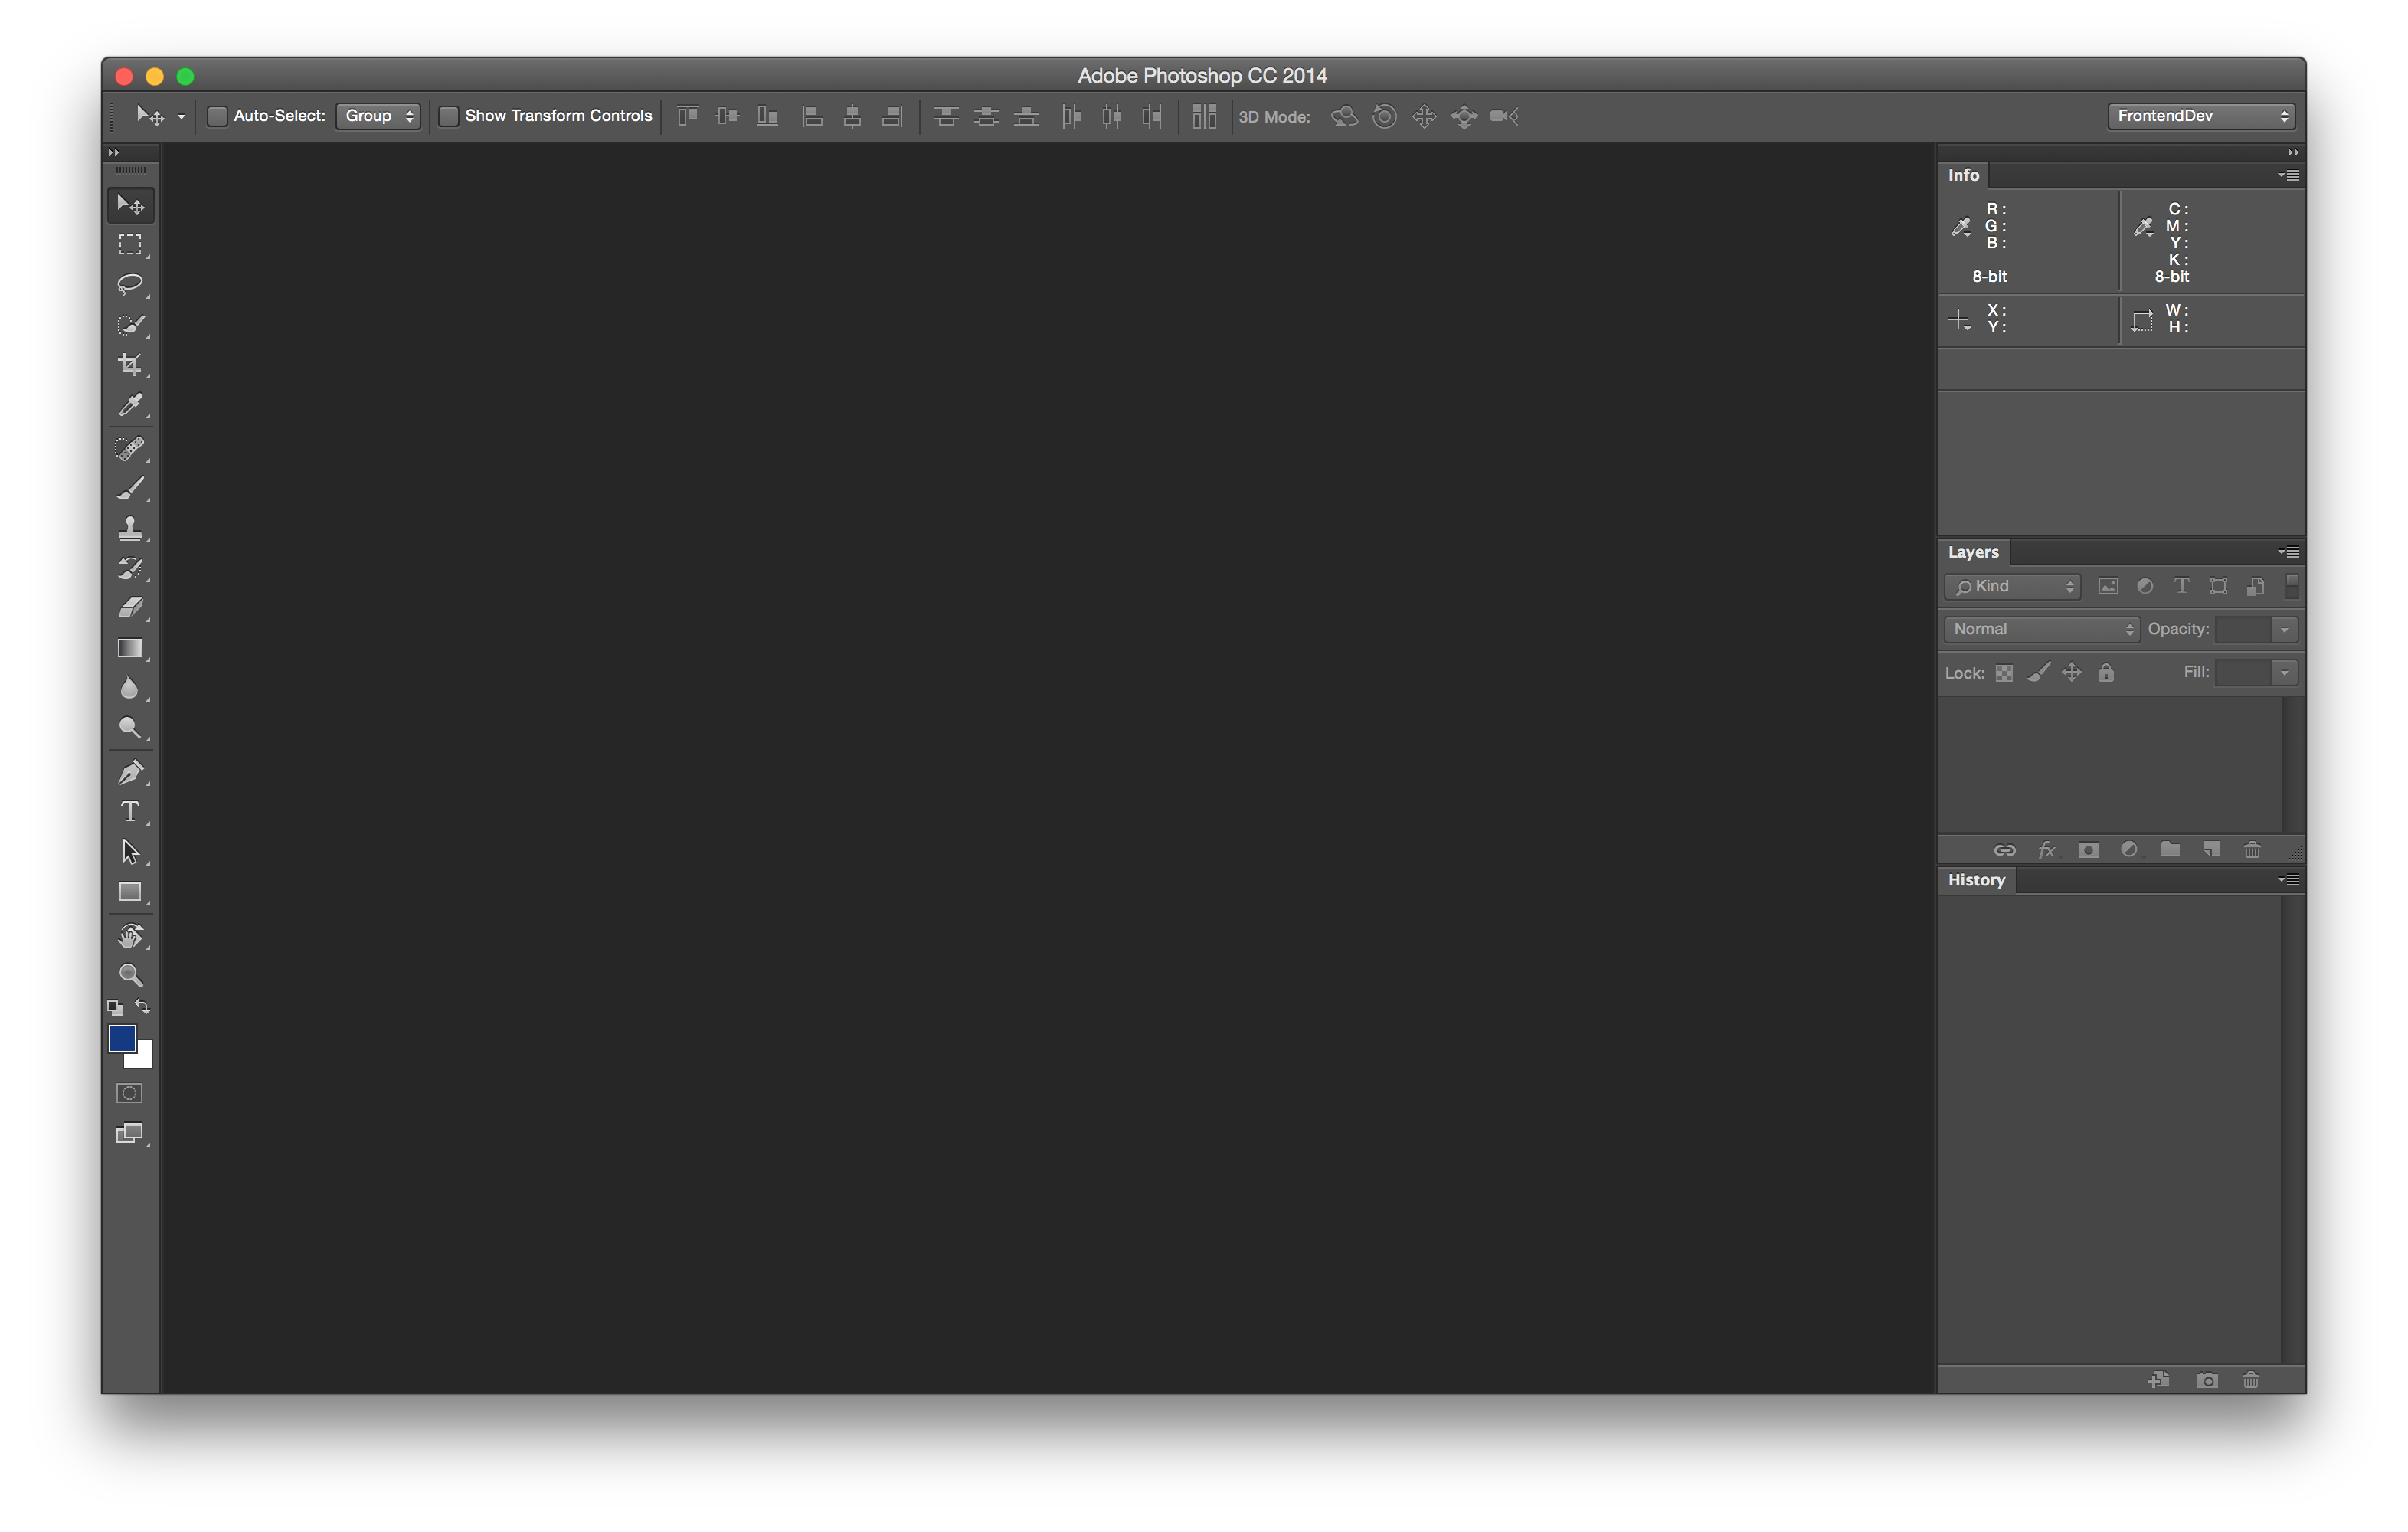 Adobe Photoshop CC 2014
Auto-Select: Group Show Transform Controls 3D Mode: FrontendDev
Info
R: C:
G: M:
B: Y:
K:
8-bit 8-bit
X: W:
Y: H:
Layers
Kind T
Normal Opacity:
Lock: Fill:
fx
History
T